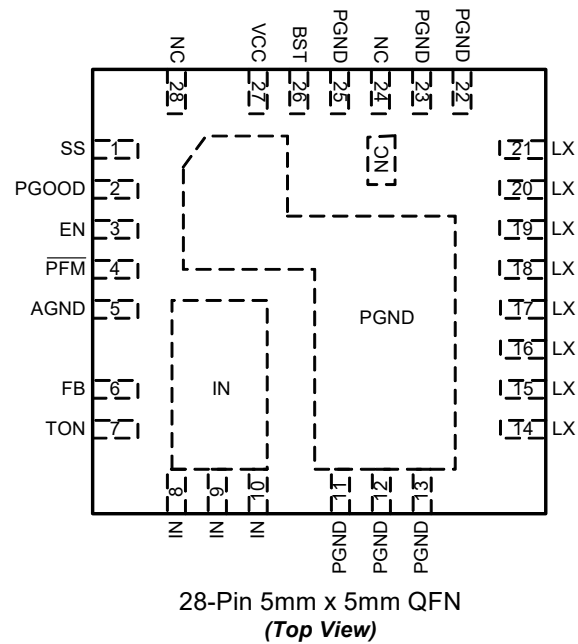 NC
VCC
BST
PGND
NC
PGND
PGND
28
27
26
25
24
23
22
SS 1
PGOOD 2
EN 3
PFM 4
AGND 5
FB 6
TON 7
NC
PGND
IN
21 LX
20 LX
19 LX
18 LX
17 LX
16 LX
15 LX
14 LX
8
9
10
11
12
13
IN
IN
IN
PGND
PGND
PGND
28-Pin 5mm x 5mm QFN
(Top View)